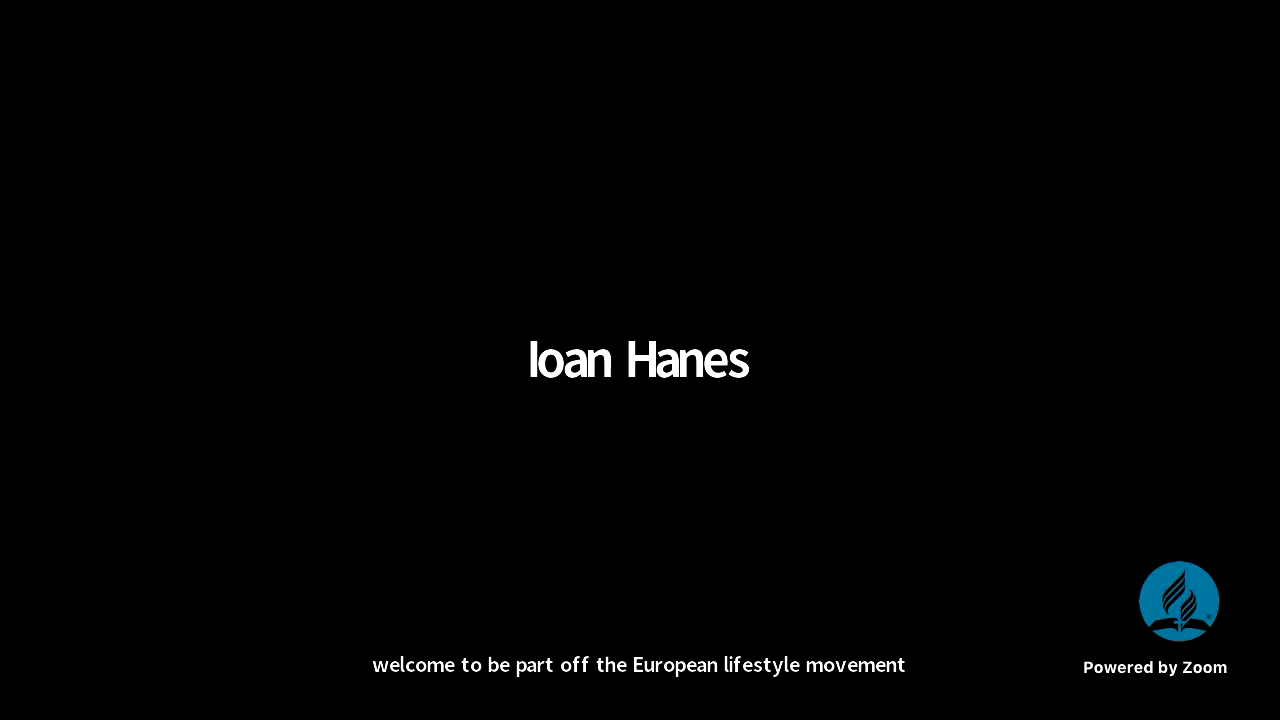 Ioan Hanes
welcome to be part off the European lifestyle movement
Powered by Zoom